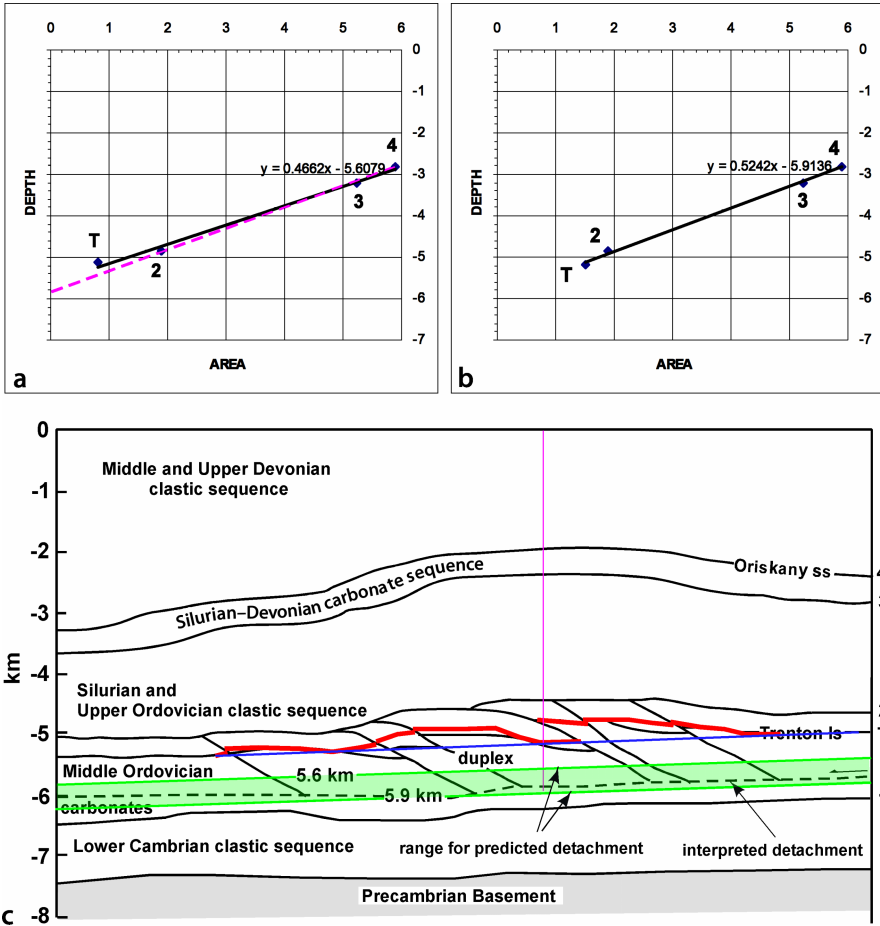 0 1 2 3 4 5 6
0
-1
-2
-3
-4
-5
-6
-7
DEPTH
y = 0.4662x - 5.6079
4
3
T
2
AREA
a
0 1 2 3 4 5 6
0
-1
-2
-3
-4
-5
-6
-7
DEPTH
y = 0.5242x - 5.9136
4
3
2
T
AREA
b
0
-1
-2
-3
-4
-5
-6
-7
-8
km
Middle and Upper Devonian
clastic sequence
Silurian–Devonian carbonate sequence
Oriskany ss
Silurian and
Upper Ordovician clastic sequence
Trenton ls
duplex
Middle Ordovician
carbonates
5.6 km
5.9 km
range for predicted detachment
interpreted detachment
Lower Cambrian clastic sequence
Precambrian Basement
c